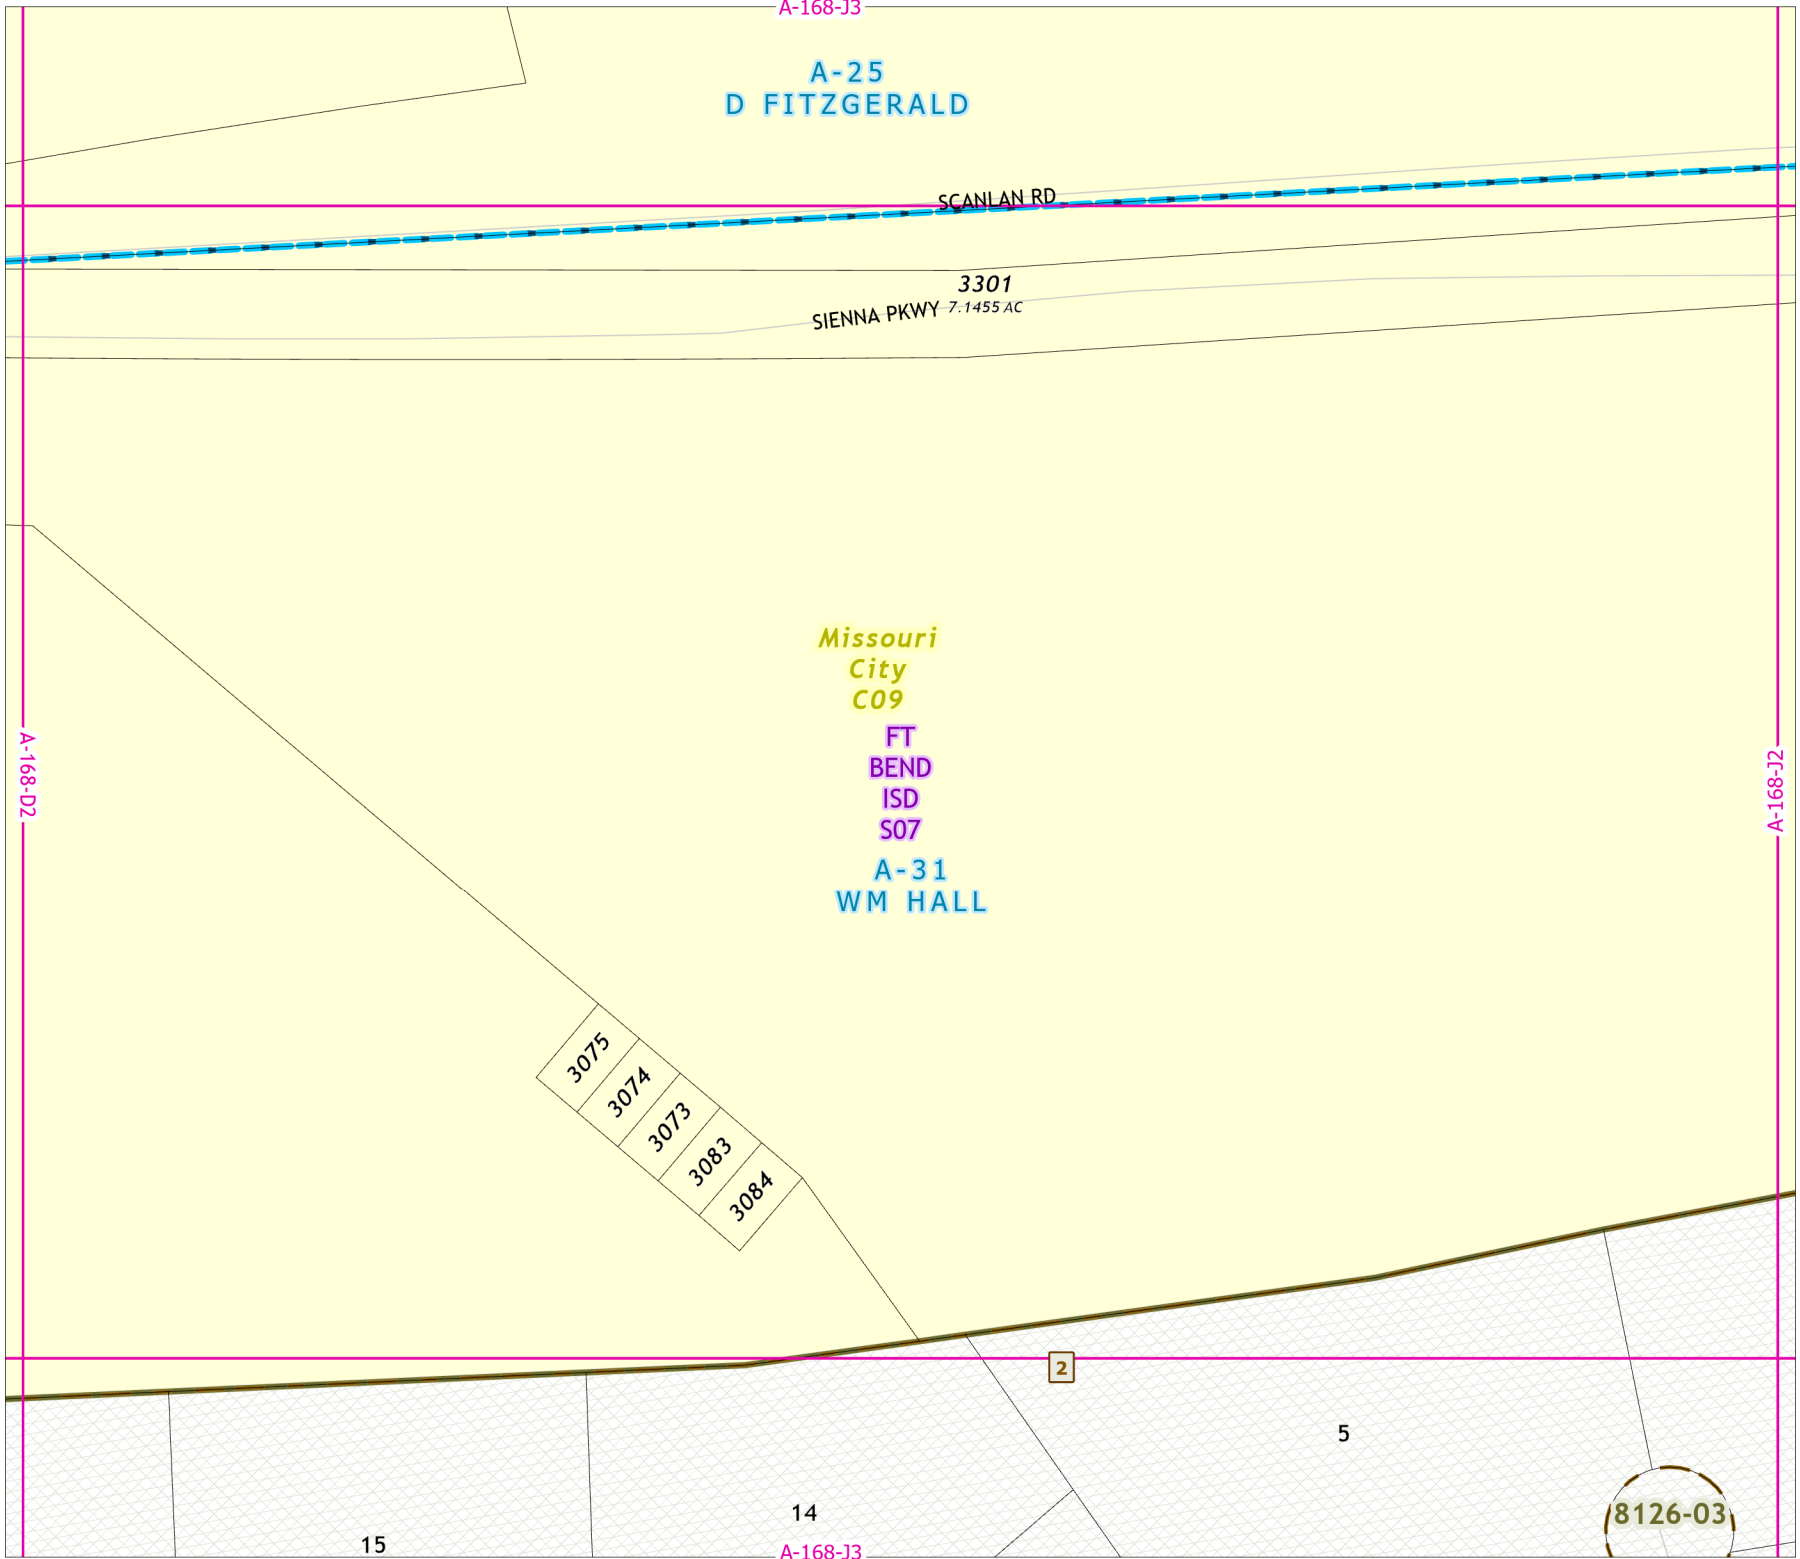 A-168-J3
A-25
D FITZGERALD
SCANLAN RD
3301
SIENNA PKWY 7.1455 AC
Missouri
City
C09
FT
BEND
ISD
S07
A-168-D2
A-168-J2
A-31
WM HALL
3075
3074
3073
3083
3084
2
5
14
8126-03
15
A-168-J3